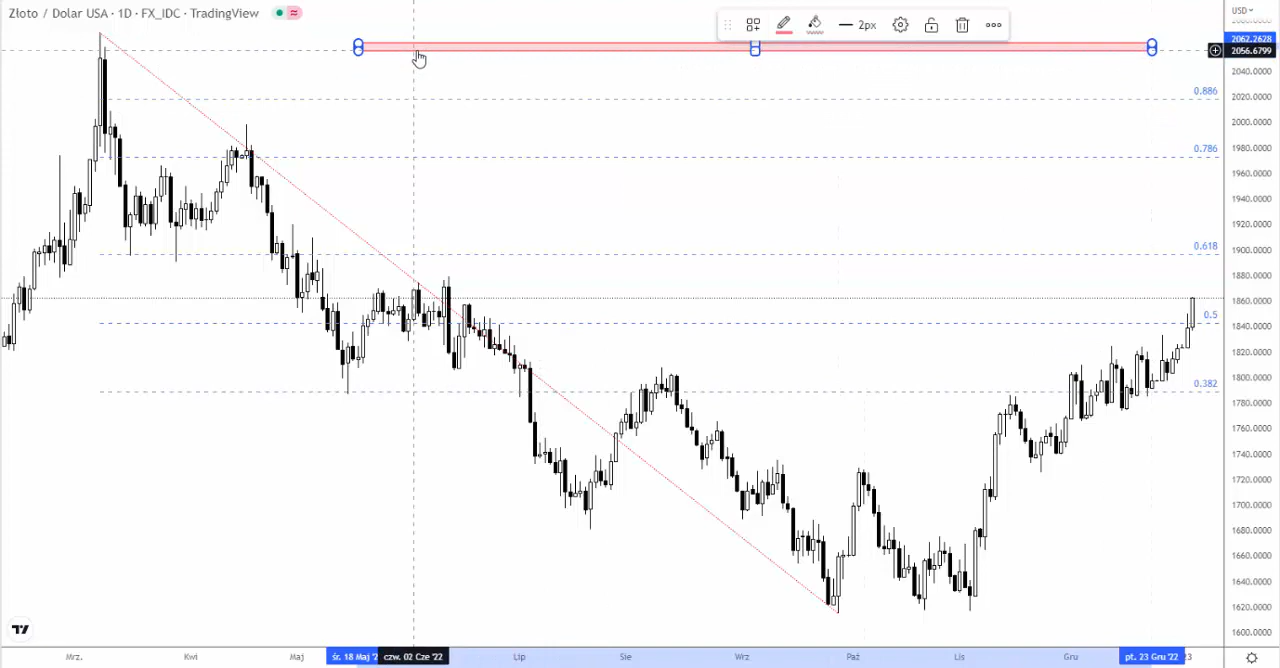 Złoto / Dolar USA · 1D · FX_IDC · TradingView
2px
USD
2062.2628
2056.6799
2040.0000
2020.0000
2000.0000
1980.0000
1960.0000
1940.0000
1920.0000
1900.0000
1880.0000
1860.0000
1840.0000
1820.0000
1800.0000
1780.0000
1760.0000
1740.0000
1720.0000
1700.0000
1680.0000
1660.0000
1640.0000
1620.0000
1600.0000
0.886
0.786
0.618
0.5
0.382
Mrz.
Kwi
Maj
śr. 18 Maj '2
czw. 02 Cze '22
Lip
Sie
Wrz
Paź
Lis
Gru
pt. 23 Gru '22
3